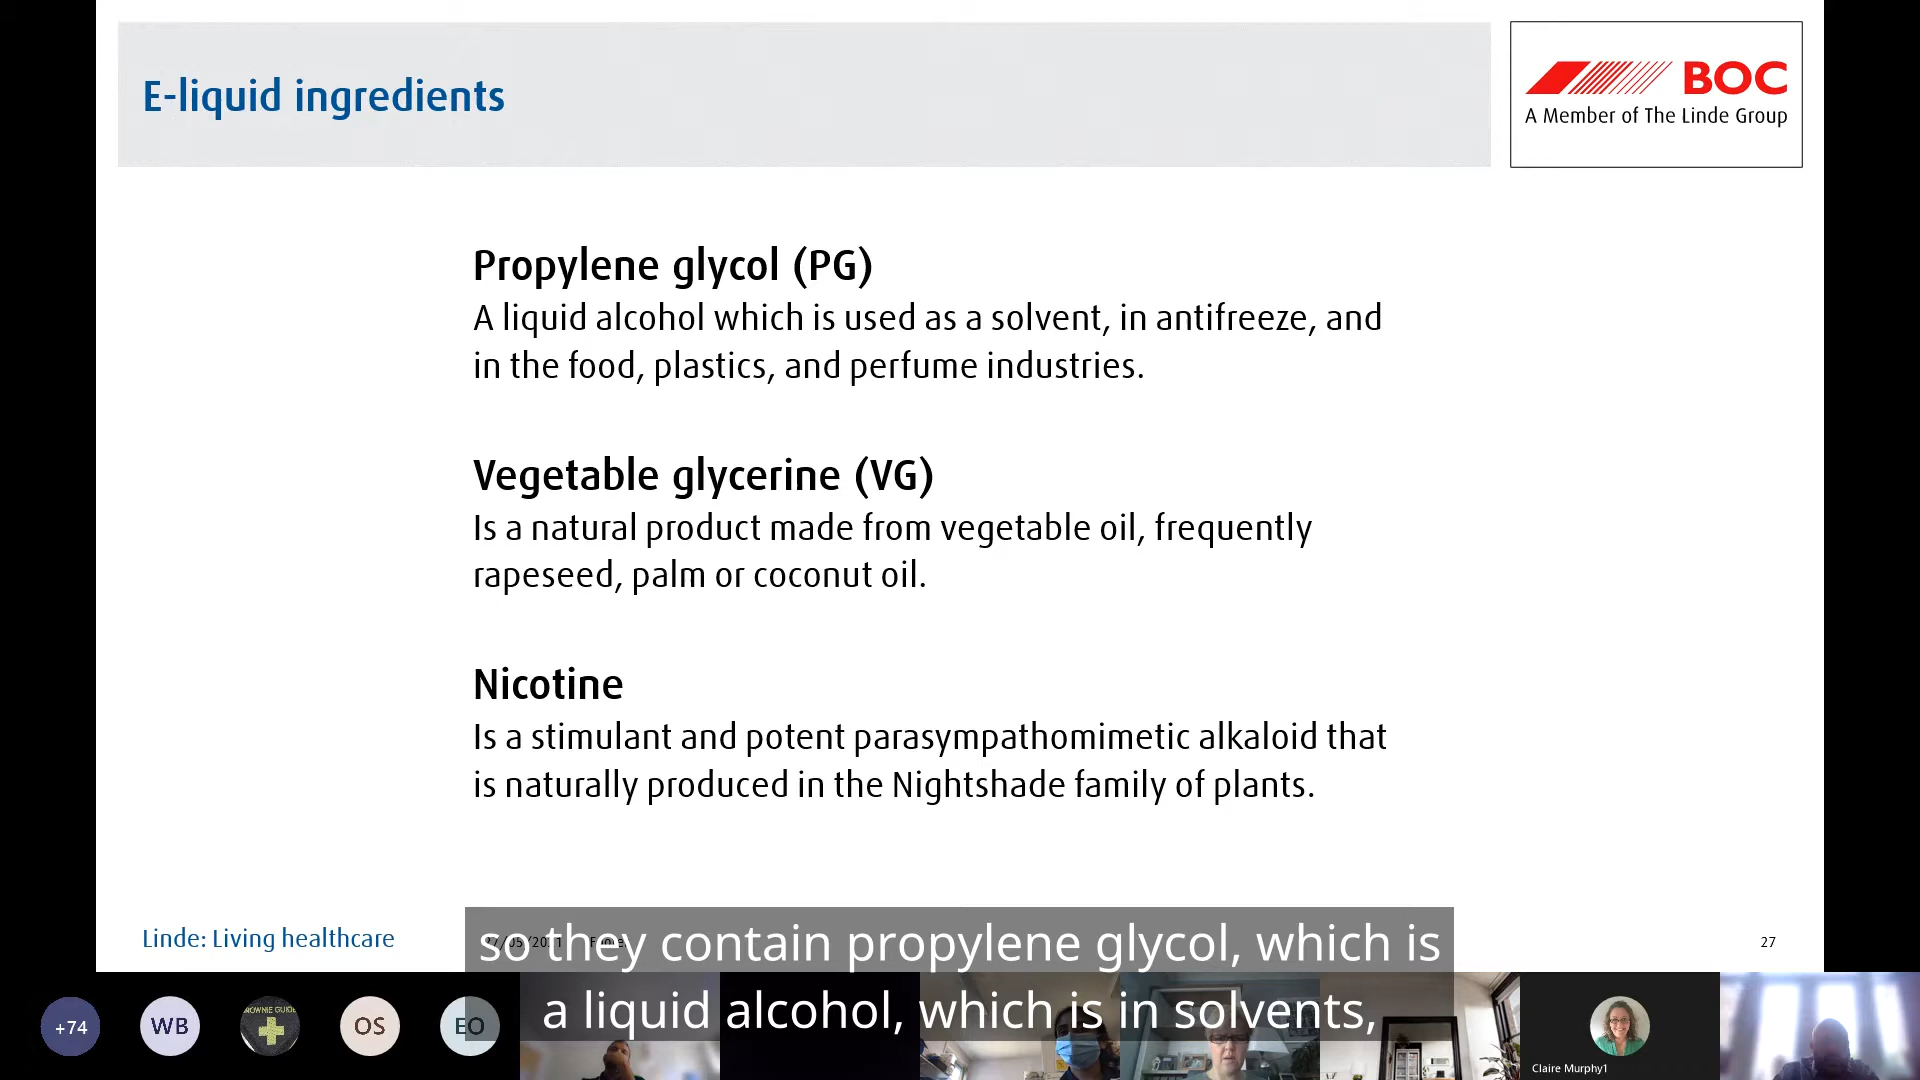 E-liquid ingredients
BOC
A Member of The Linde Group
Propylene glycol (PG)
A liquid alcohol which is used as a solvent, in antifreeze, and
in the food, plastics, and perfume industries.
Vegetable glycerine (VG)
Is a natural product made from vegetable oil, frequently
rapeseed, palm or coconut oil.
Nicotine
Is a stimulant and potent parasympathomimetic alkaloid that
is naturally produced in the Nightshade family of plants.
Linde: Living healthcare
27
so they contain propylene glycol, which is
a liquid alcohol, which is in solvents,
+74
WB
OS
EO
Claire Murphy1